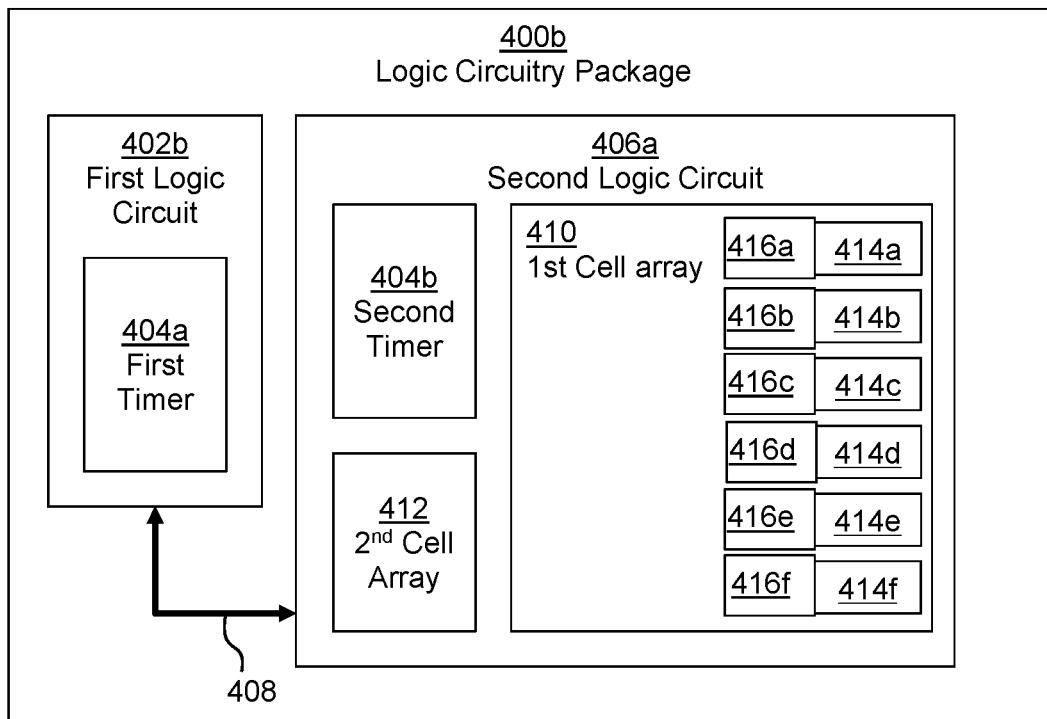 400b
Logic Circuitry Package
402b
First Logic
Circuit
404a
First
Timer
406a
Second Logic Circuit
404b
Second
Timer
412
2nd Cell
Array
410
1st Cell array
416a 414a
416b 414b
416c 414c
416d 414d
416e 414e
416f 414f
408